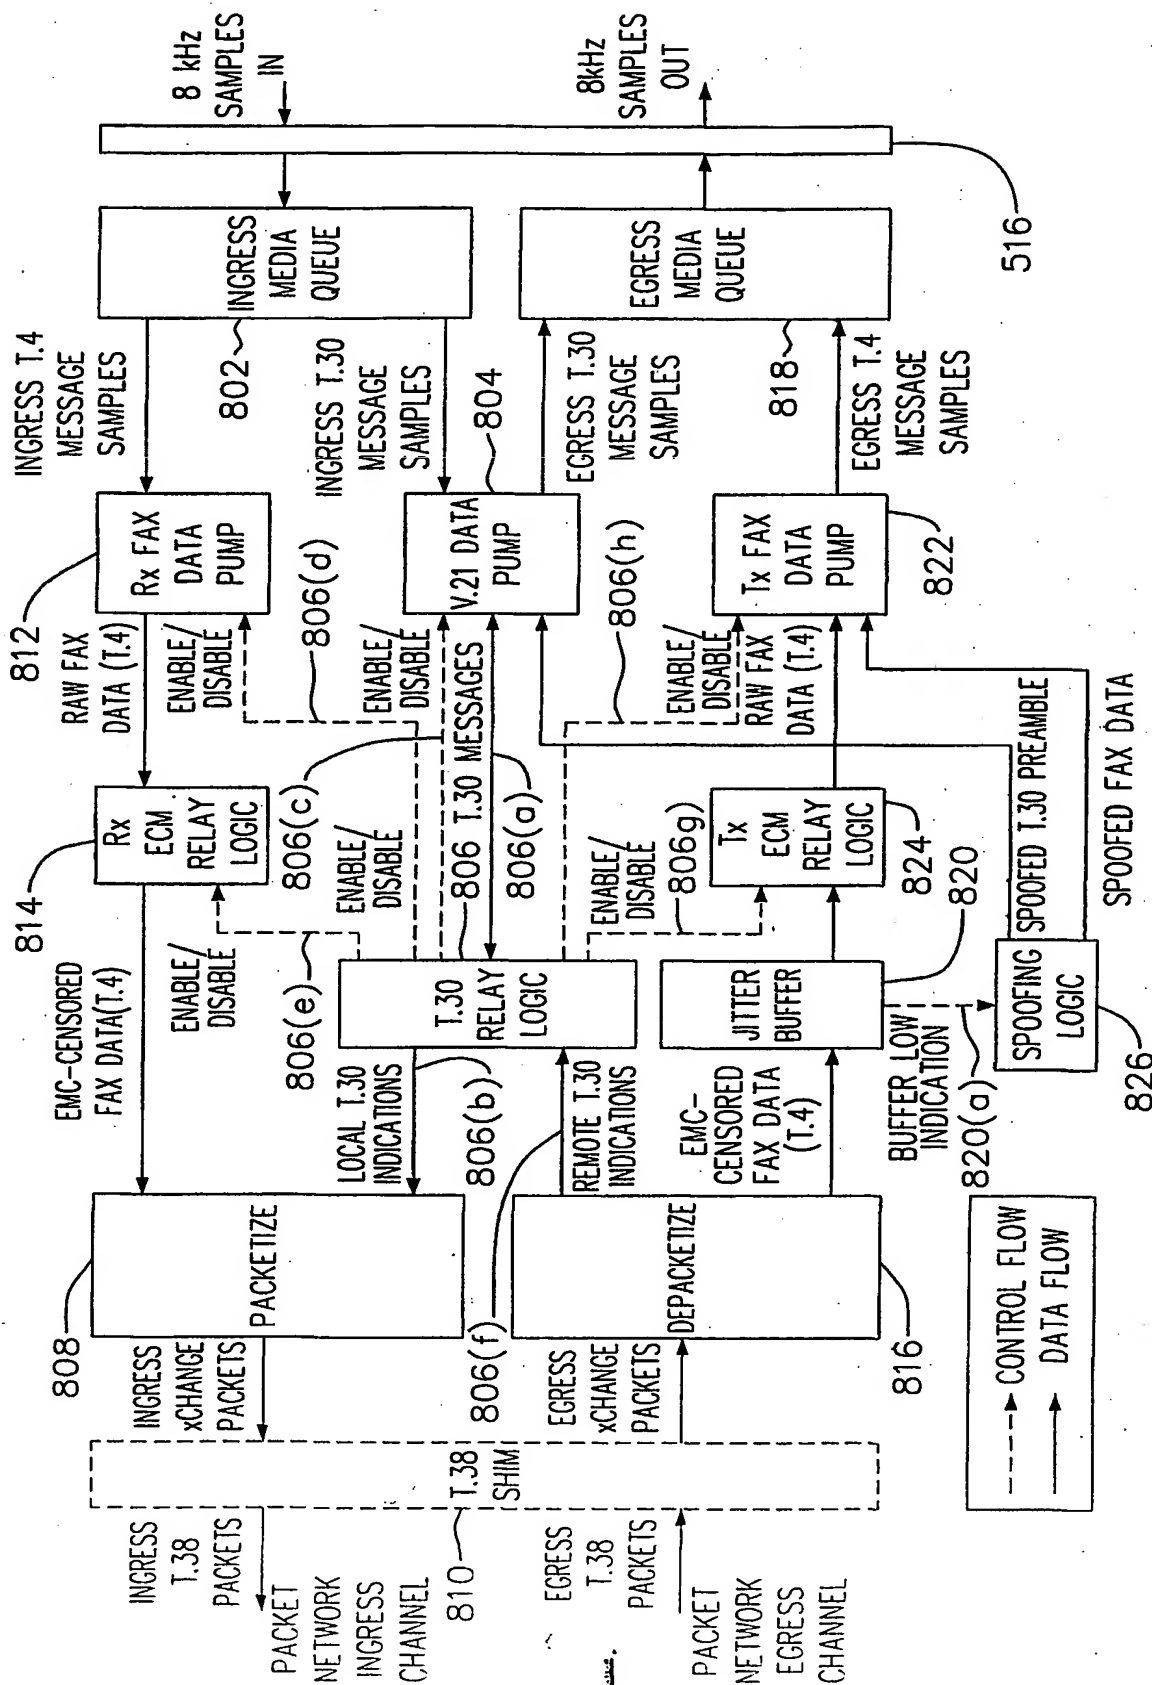 8 kHz
SAMPLES
IN
8kHz
SAMPLES
OUT
516
INGRESS
MEDIA
QUEUE
802
EGRESS
MEDIA
QUEUE
818
INGRESS T.4
MESSAGE
SAMPLES
INGRESS T.30
MESSAGE
SAMPLES
804
EGRESS T.30
MESSAGE
SAMPLES
EGRESS T.4
MESSAGE
SAMPLES
812
Rx FAX
DATA
PUMP
V.21 DATA
PUMP
Tx FAX
DATA
PUMP
822
RAW FAX
DATA (T.4)
ENABLE/
DISABLE
806(d)
ENABLE/
DISABLE
806(h)
ENABLE/
DISABLE
RAW FAX
DATA (T.4)
814
Rx
ECM
RELAY
LOGIC
806(c)
ENABLE/
DISABLE
806 T.30 MESSAGES
806(a)
ENABLE/
DISABLE
806g)
Tx
ECM
RELAY
LOGIC
824
820
SPOOFED T.30 PREAMBLE
SPOOFED FAX DATA
EMC-CENSORED
FAX DATA(T.4)
ENABLE/
DISABLE
806(e)
T.30
RELAY
LOGIC
JITTER
BUFFER
SPOOFING
LOGIC
826
LOCAL T.30
INDICATIONS
806(b)
REMOTE T.30
INDICATIONS
EMC-
CENSORED
FAX DATA
(T.4)
BUFFER LOW
INDICATION
820(a)
808
PACKETIZE
806(f)
DEPACKETIZE
816
INGRESS
xCHANGE
PACKETS
EGRESS
xCHANGE
PACKETS
T.38
SHIM
810
INGRESS
T.38
PACKETS
EGRESS
T.38
PACKETS
PACKET
NETWORK
INGRESS
CHANNEL
PACKET
NETWORK
EGRESS
CHANNEL
CONTROL FLOW
DATA FLOW